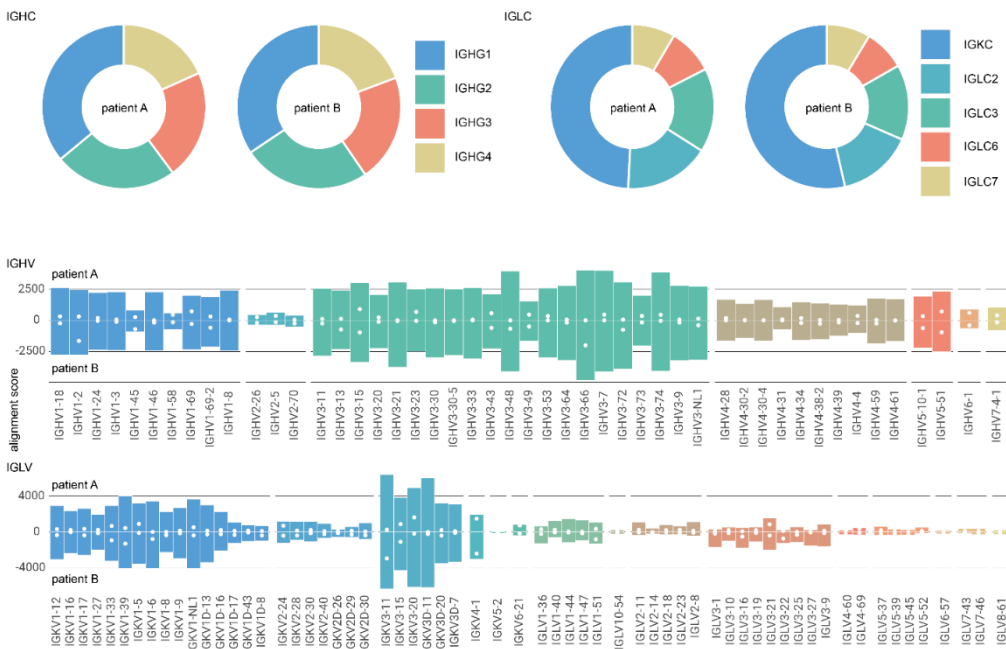 IGHC
IGLC
patient A
patient B
IGHG1
IGHG2
IGHG3
IGHG4
patient A
patient B
IGKC
IGLC2
IGLC3
IGLC6
IGLC7
IGHV
patient A
2500
0
-2500
patient B
alignment score
IGHV1-18
IGHV1-2
IGHV1-24
IGHV1-3
IGHV1-45
IGHV1-46
IGHV1-58
IGHV1-69
IGHV1-69-2
IGHV1-8
IGHV2-26
IGHV2-5
IGHV2-70
IGHV3-11
IGHV3-13
IGHV3-15
IGHV3-20
IGHV3-21
IGHV3-23
IGHV3-30
IGHV3-30-5
IGHV3-33
IGHV3-43
IGHV3-48
IGHV3-49
IGHV3-53
IGHV3-64
IGHV3-66
IGHV3-7
IGHV3-72
IGHV3-73
IGHV3-74
IGHV3-9
IGHV3-NL1
IGHV4-28
IGHV4-30-2
IGHV4-30-4
IGHV4-31
IGHV4-34
IGHV4-38-2
IGHV4-39
IGHV4-4
IGHV4-59
IGHV4-61
IGHV5-10-1
IGHV5-51
IGHV6-1
IGHV7-4-1
IGLV
patient A
4000
0
-4000
patient B
IGKV1-12
IGKV1-16
IGKV1-17
IGKV1-27
IGKV1-33
IGKV1-39
IGKV1-5
IGKV1-6
IGKV1-8
IGKV1-9
IGKV1-NL1
IGKV1D-13
IGKV1D-16
IGKV1D-17
IGKV1D-43
IGKV1D-8
IGKV2-24
IGKV2-28
IGKV2-30
IGKV2-40
IGKV2D-26
IGKV2D-29
IGKV2D-30
IGKV3-11
IGKV3-15
IGKV3-20
IGKV3D-11
IGKV3D-20
IGKV3D-7
IGKV4-1
IGKV5-2
IGKV6-21
IGLV1-36
IGLV1-40
IGLV1-44
IGLV1-47
IGLV1-51
IGLV10-54
IGLV2-11
IGLV2-14
IGLV2-18
IGLV2-23
IGLV2-8
IGLV3-1
IGLV3-10
IGLV3-16
IGLV3-19
IGLV3-21
IGLV3-22
IGLV3-25
IGLV3-27
IGLV3-9
IGLV4-60
IGLV4-69
IGLV5-37
IGLV5-39
IGLV5-45
IGLV5-52
IGLV6-57
IGLV7-43
IGLV7-46
IGLV8-61